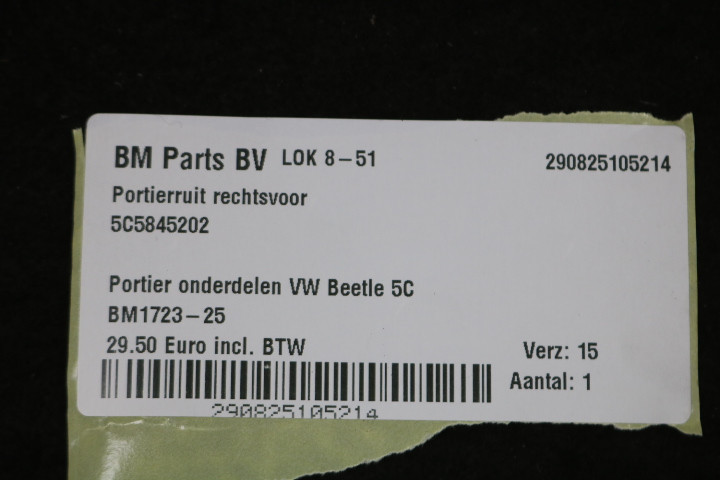 BM Parts BV LOK 8-51 290825105214
Portierruit rechtsvoor
5C5845202
Portier onderdelen VW Beetle 5C
BM1723-25
29.50 Euro incl. BTW Verz: 15
Aantal: 1
290825105214